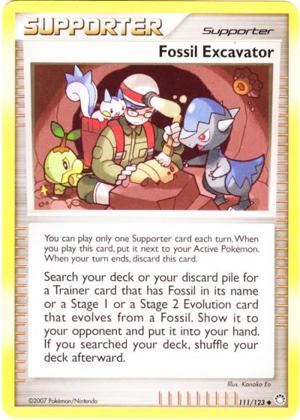 SUPPORTER
Supporter
Fossil Excavator
You can play only one Supporter card each turn. When
you play this card, put it next to your Active Pokémon.
When your turn ends, discard this card.
Search your deck or your discard pile for
a Trainer card that has Fossil in its name
or a Stage 1 or a Stage 2 Evolution card
that evolves from a Fossil. Show it to
your opponent and put it into your hand.
If you searched your deck, shuffle your
deck afterward.
Illus. Kanako Eo
©2007 Pokémon/Nintendo
111/123